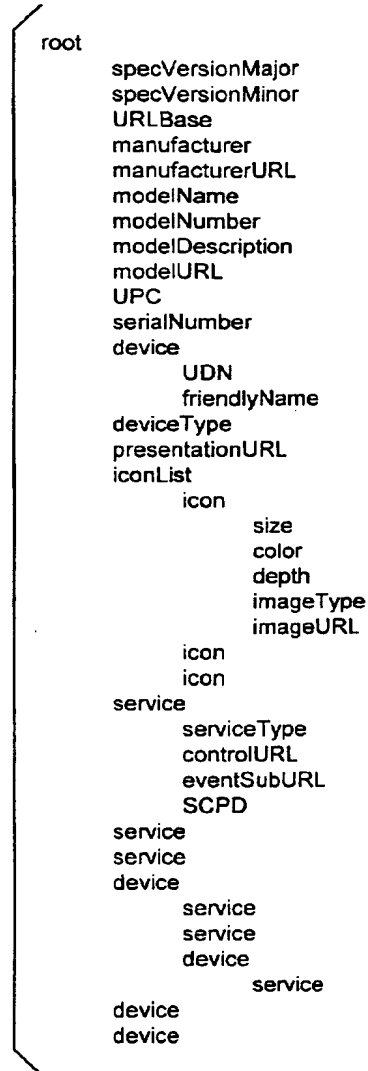 root
specVersionMajor
specVersionMinor
URLBase
manufacturer
manufacturerURL
modelName
modelNumber
modelDescription
modelURL
UPC
serialNumber
device
UDN
friendlyName
deviceType
presentationURL
iconList
icon
size
color
depth
imageType
imageURL
icon
icon
service
serviceType
controlURL
eventSubURL
SCPD
service
service
device
service
service
device
service
device
device